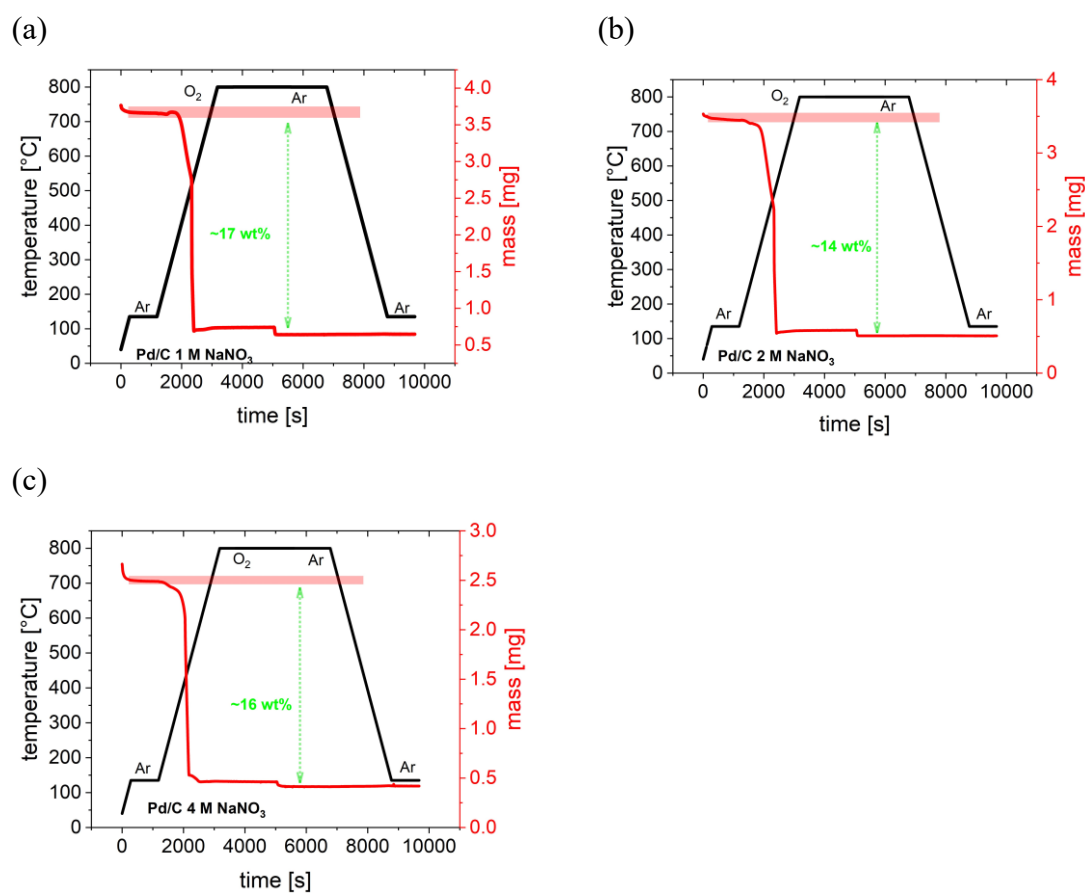 (a)
temperature [°C]
800
700
600
500
400
300
200
100
0
O₂
Ar
~17 wt%
Ar
Ar
Pd/C 1 M NaNO₃
4.0
3.5
3.0
2.5
2.0
1.5
1.0
0.5
mass [mg]
0 2000 4000 6000 8000 10000
time [s]
(b)
temperature [°C]
800
700
600
500
400
300
200
100
0
O₂
Ar
~14 wt%
Ar
Ar
Pd/C 2 M NaNO₃
4
3
2
1
0
mass [mg]
0 2000 4000 6000 8000 10000
time [s]
(c)
temperature [°C]
800
700
600
500
400
300
200
100
0
O₂
Ar
~16 wt%
Ar
Ar
Pd/C 4 M NaNO₃
3.0
2.5
2.0
1.5
1.0
0.5
0.0
mass [mg]
0 2000 4000 6000 8000 10000
time [s]